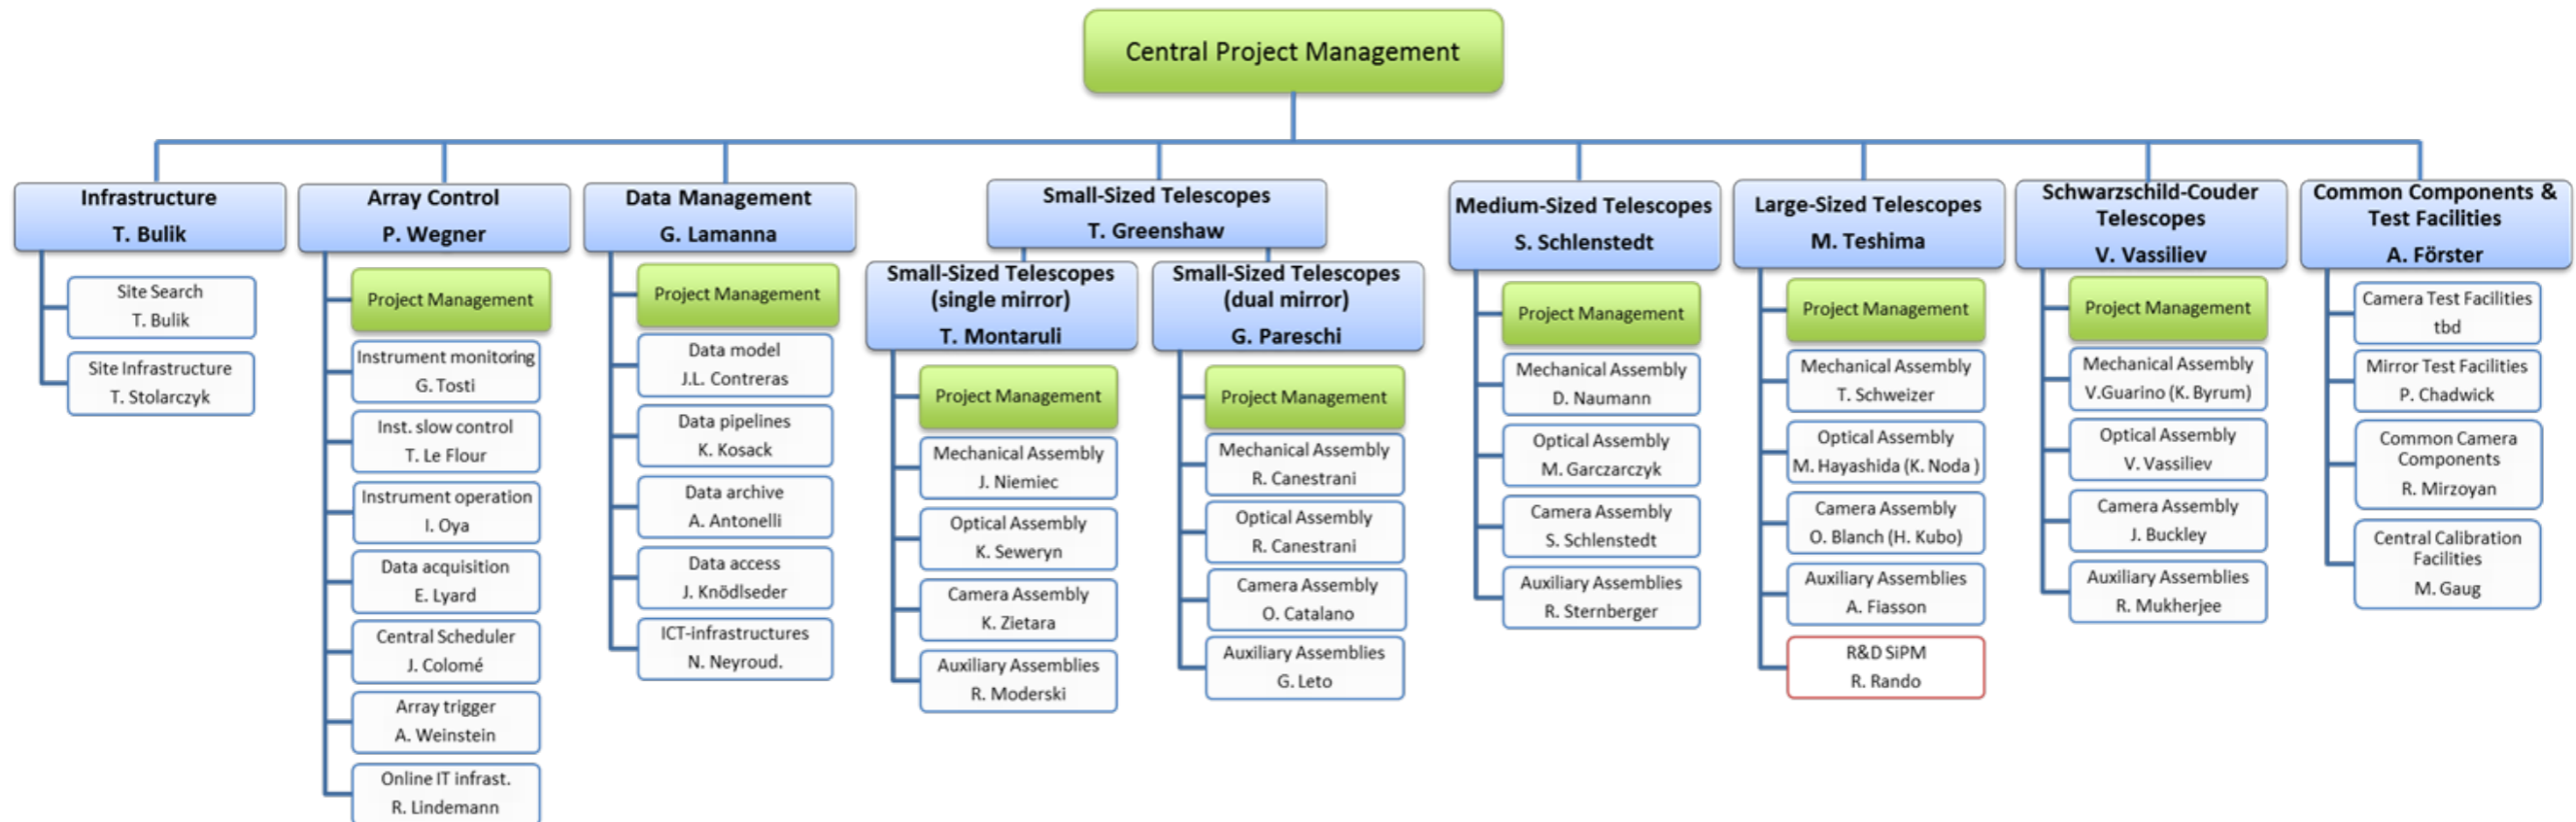 Central Project Management
Infrastructure
T. Bulik
Site Search
T. Bulik
Site Infrastructure
T. Stolarczyk
Array Control
P. Wegner
Project Management
Instrument monitoring
G. Tosti
Inst. slow control
T. Le Flour
Instrument operation
I. Oya
Data acquisition
E. Lyard
Central Scheduler
J. Colomé
Array trigger
A. Weinstein
Online IT infrast.
R. Lindemann
Data Management
G. Lamanna
Project Management
Data model
J.L. Contreras
Data pipelines
K. Kosack
Data archive
A. Antonelli
Data access
J. Knödlseder
ICT-infrastructures
N. Neyroud.
Small-Sized Telescopes
T. Greenshaw
Small-Sized Telescopes
(single mirror)
T. Montaruli
Project Management
Mechanical Assembly
J. Niemiec
Optical Assembly
K. Seweryn
Camera Assembly
K. Zietara
Auxiliary Assemblies
R. Moderski
Small-Sized Telescopes
(dual mirror)
G. Pareschi
Project Management
Mechanical Assembly
R. Canestrani
Optical Assembly
R. Canestrani
Camera Assembly
O. Catalano
Auxiliary Assemblies
G. Leto
Medium-Sized Telescopes
S. Schlenstedt
Project Management
Mechanical Assembly
D. Naumann
Optical Assembly
M. Garczarczyk
Camera Assembly
S. Schlenstedt
Auxiliary Assemblies
R. Sternberger
Large-Sized Telescopes
M. Teshima
Project Management
Mechanical Assembly
T. Schweizer
Optical Assembly
M. Hayashida (K. Noda )
Camera Assembly
O. Blanch (H. Kubo)
Auxiliary Assemblies
A. Fiasson
R&D SiPM
R. Rando
Schwarzschild-Couder
Telescopes
V. Vassiliev
Project Management
Mechanical Assembly
V.Guarino (K. Byrum)
Optical Assembly
V. Vassiliev
Camera Assembly
J. Buckley
Auxiliary Assemblies
R. Mukherjee
Common Components &
Test Facilities
A. Förster
Camera Test Facilities
tbd
Mirror Test Facilities
P. Chadwick
Common Camera
Components
R. Mirzoyan
Central Calibration
Facilities
M. Gaug